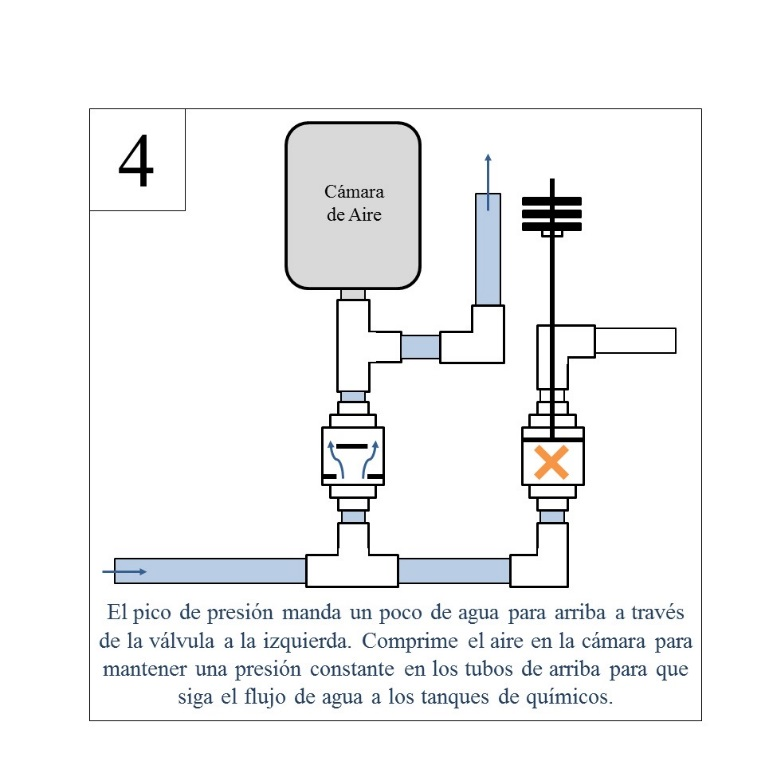 4
Cámara
de Aire
El pico de presión manda un poco de agua para arriba a través
de la válvula a la izquierda. Comprime el aire en la cámara para
mantener una presión constante en los tubos de arriba para que
siga el flujo de agua a los tanques de químicos.